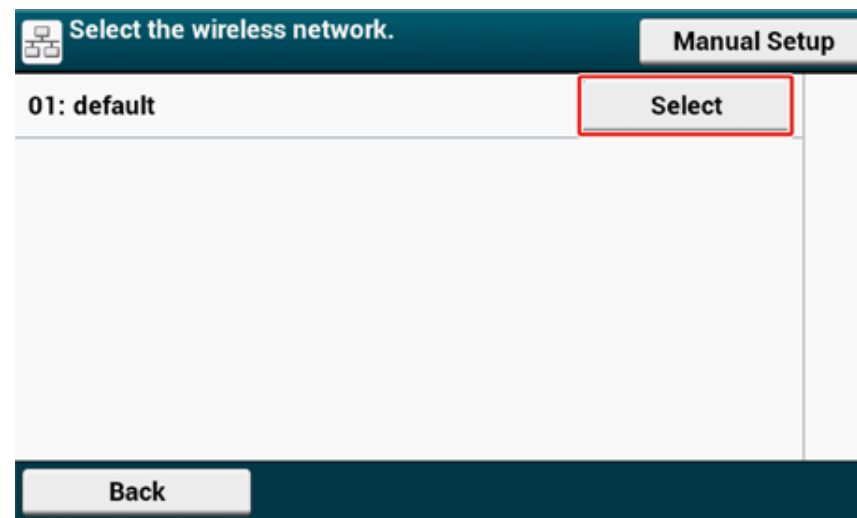 Select the wireless network.
Manual Setup
01: default
Select
Back